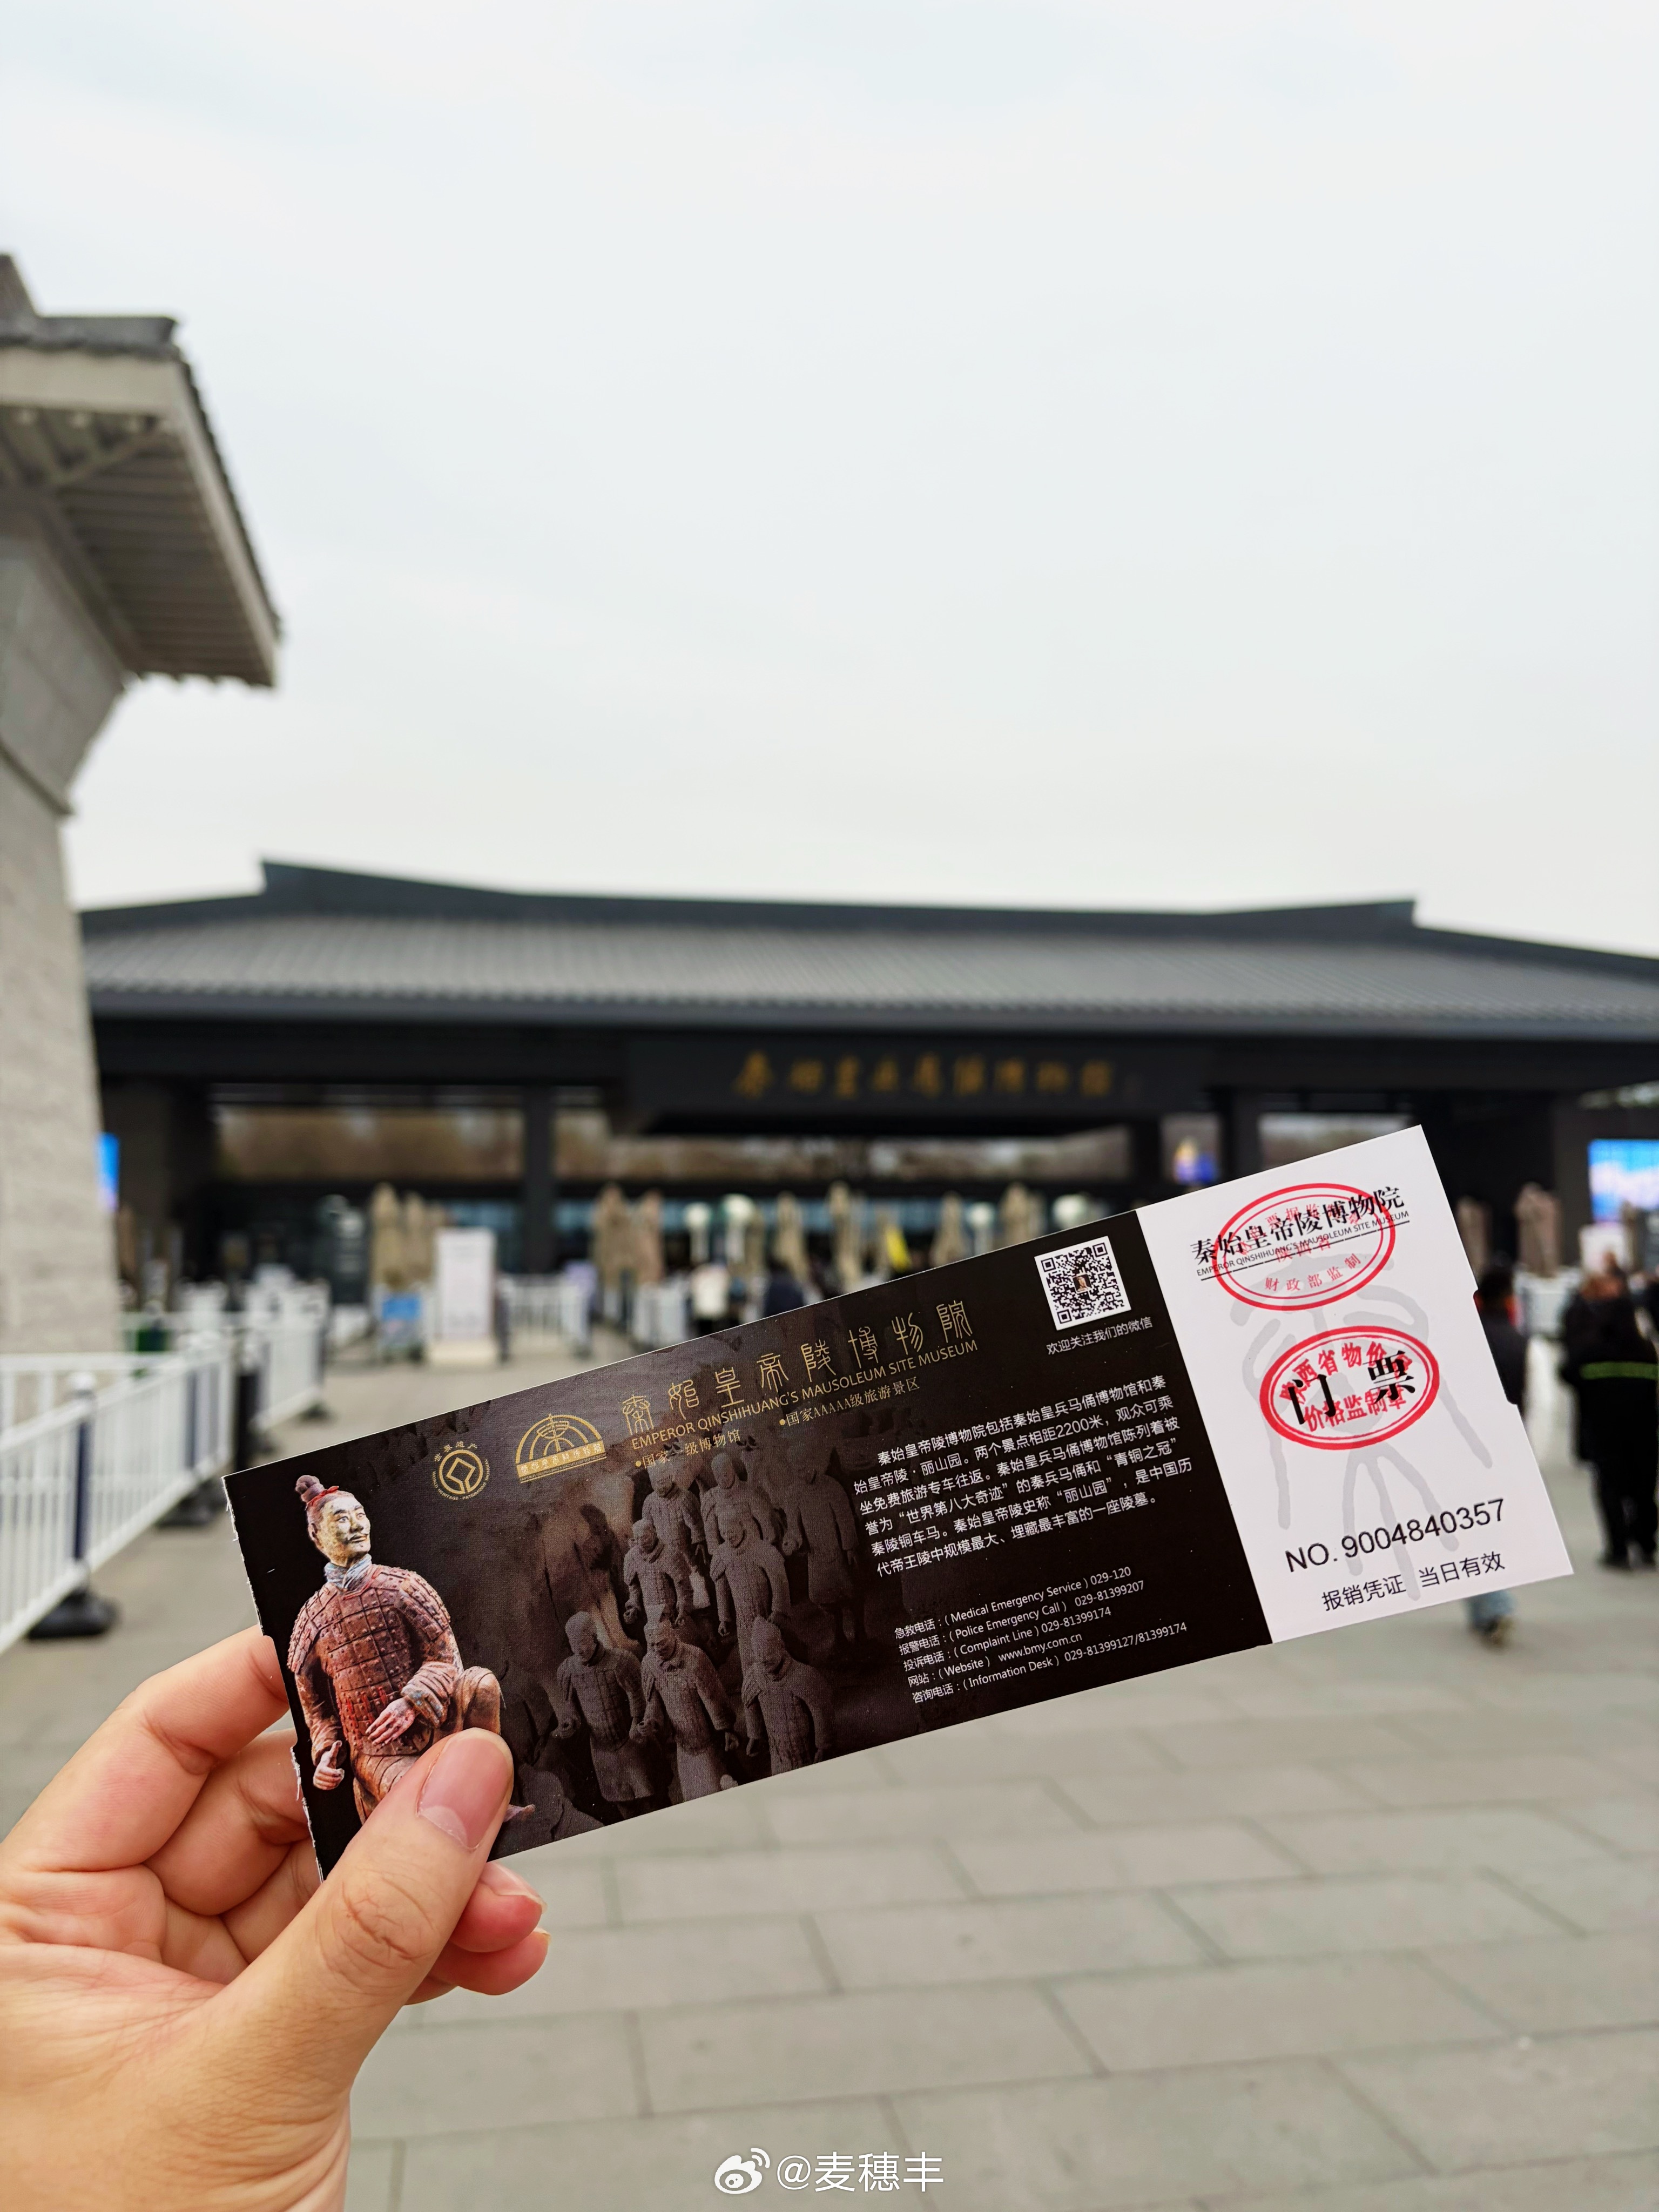 秦始皇兵马俑博物馆
世界遗产
秦始皇帝陵博物院
EMPEROR QINSHIHUANG'S MAUSOLEUM SITE MUSEUM
●国家一级博物馆 ●国家AAAAA级旅游景区
欢迎关注我们的微信
秦始皇帝陵博物院包括秦始皇兵马俑博物馆和秦
始皇帝陵·丽山园。两个景点相距2200米，观众可乘
坐免费旅游专车往返。秦始皇兵马俑博物馆陈列着被
誉为“世界第八大奇迹”的秦兵马俑和“青铜之冠”
秦陵铜车马。秦始皇帝陵史称“丽山园”，是中国历
代帝王陵中规模最大、埋藏最丰富的一座陵墓。
急救电话：( Medical Emergency Service ) 029-120
报警电话：( Police Emergency Call ) 029-81399207
投诉电话：( Complaint Line ) 029-81399174
网站：( Website ) www.bmy.com.cn
咨询电话：( Information Desk ) 029-81399127/81399174
秦始皇帝陵博物院
EMPEROR QINSHIHUANG'S MAUSOLEUM SITE MUSEUM
财政部监制
陕西省物价
门票
价格监制章
NO. 9004840357
报销凭证 当日有效
@麦穗丰